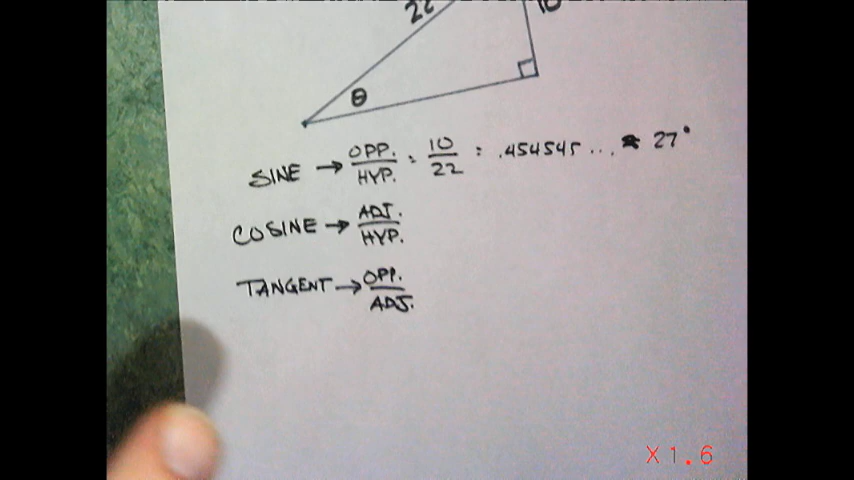 22
10
θ
SINE → OPP./HYP. = 10/22 = .454545... ≈ 27°
COSINE → ADJ./HYP.
TANGENT → OPP./ADJ.
X1.6